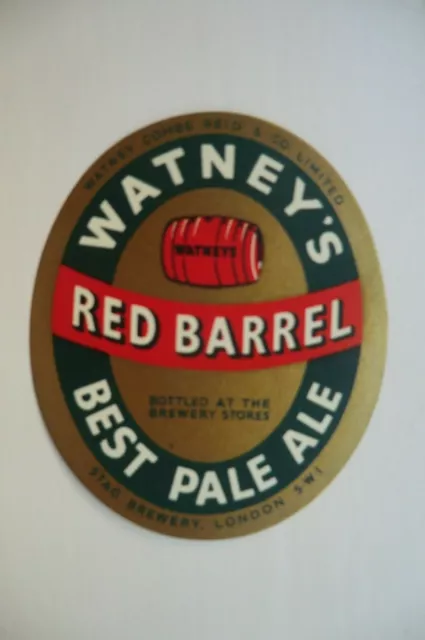 WATNEY COMBE REID & CO. LIMITED
WATNEY'S
WATNEYS
RED BARREL
BOTTLED AT THE
BREWERY STORES
BEST PALE ALE
STAG BREWERY, LONDON S·W·1